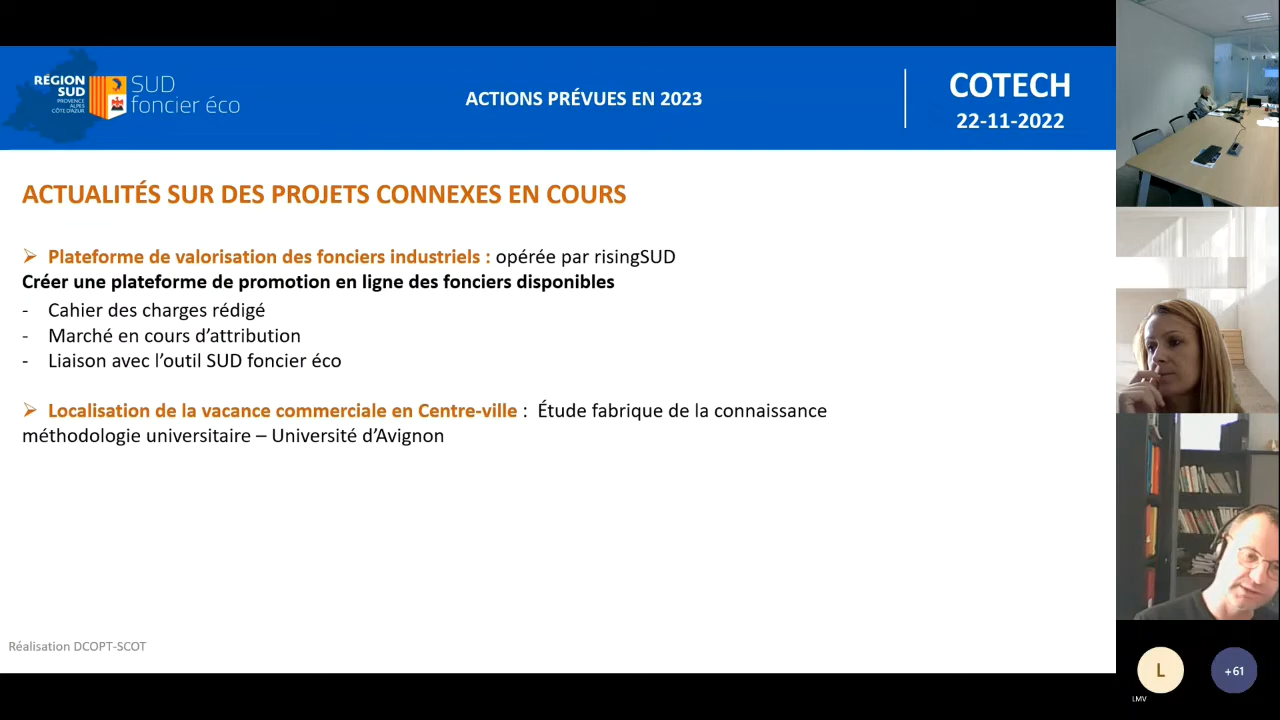 RÉGION
SUD
PROVENCE
ALPES
CÔTE D'AZUR
SUD
foncier éco
ACTIONS PRÉVUES EN 2023
COTECH
22-11-2022
ACTUALITÉS SUR DES PROJETS CONNEXES EN COURS
➢ Plateforme de valorisation des fonciers industriels : opérée par risingSUD
Créer une plateforme de promotion en ligne des fonciers disponibles
- Cahier des charges rédigé
- Marché en cours d’attribution
- Liaison avec l’outil SUD foncier éco
➢ Localisation de la vacance commerciale en Centre-ville : Étude fabrique de la connaissance
méthodologie universitaire – Université d’Avignon
Réalisation DCOPT-SCOT
L
+61
LMV